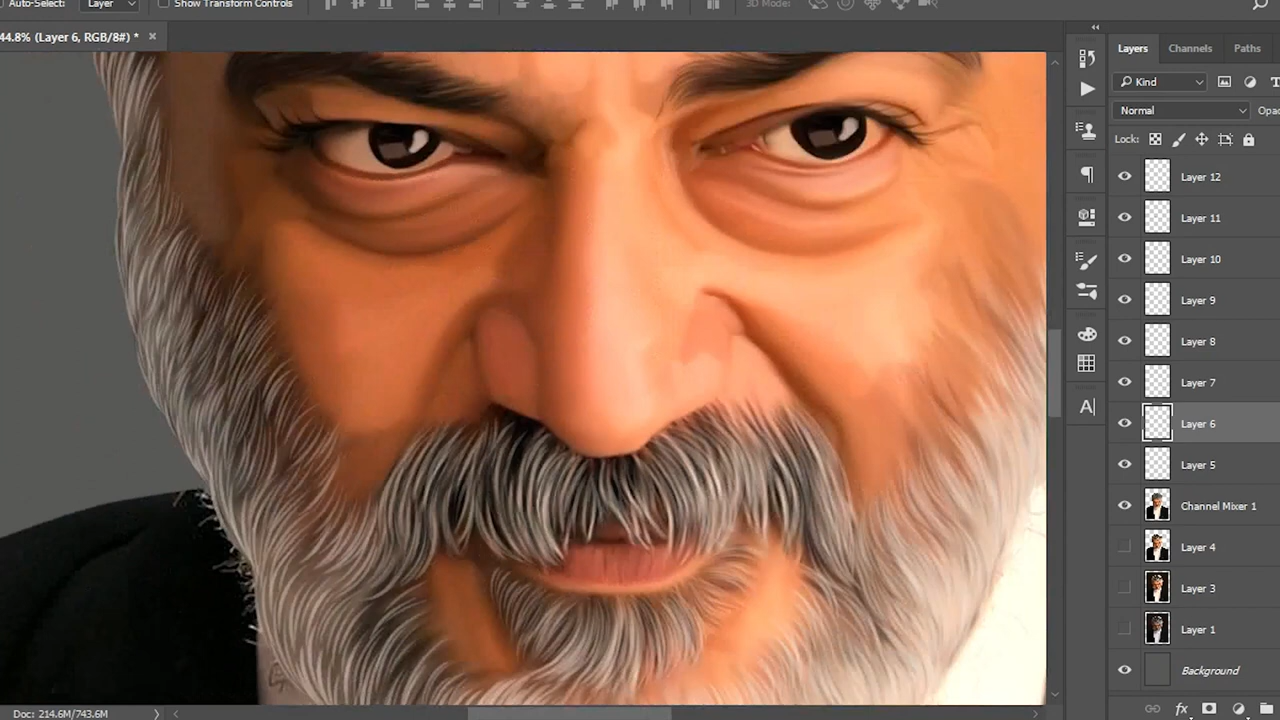 Auto-Select: Layer Show Transform Controls 3D Mode:
44.8% (Layer 6, RGB/8#) *
Layers Channels Paths
Kind
Normal
Lock:
Layer 12
Layer 11
Layer 10
Layer 9
Layer 8
Layer 7
Layer 6
Layer 5
Channel Mixer 1
Layer 4
Layer 3
Layer 1
Background
Doc: 214.6M/743.6M
fx